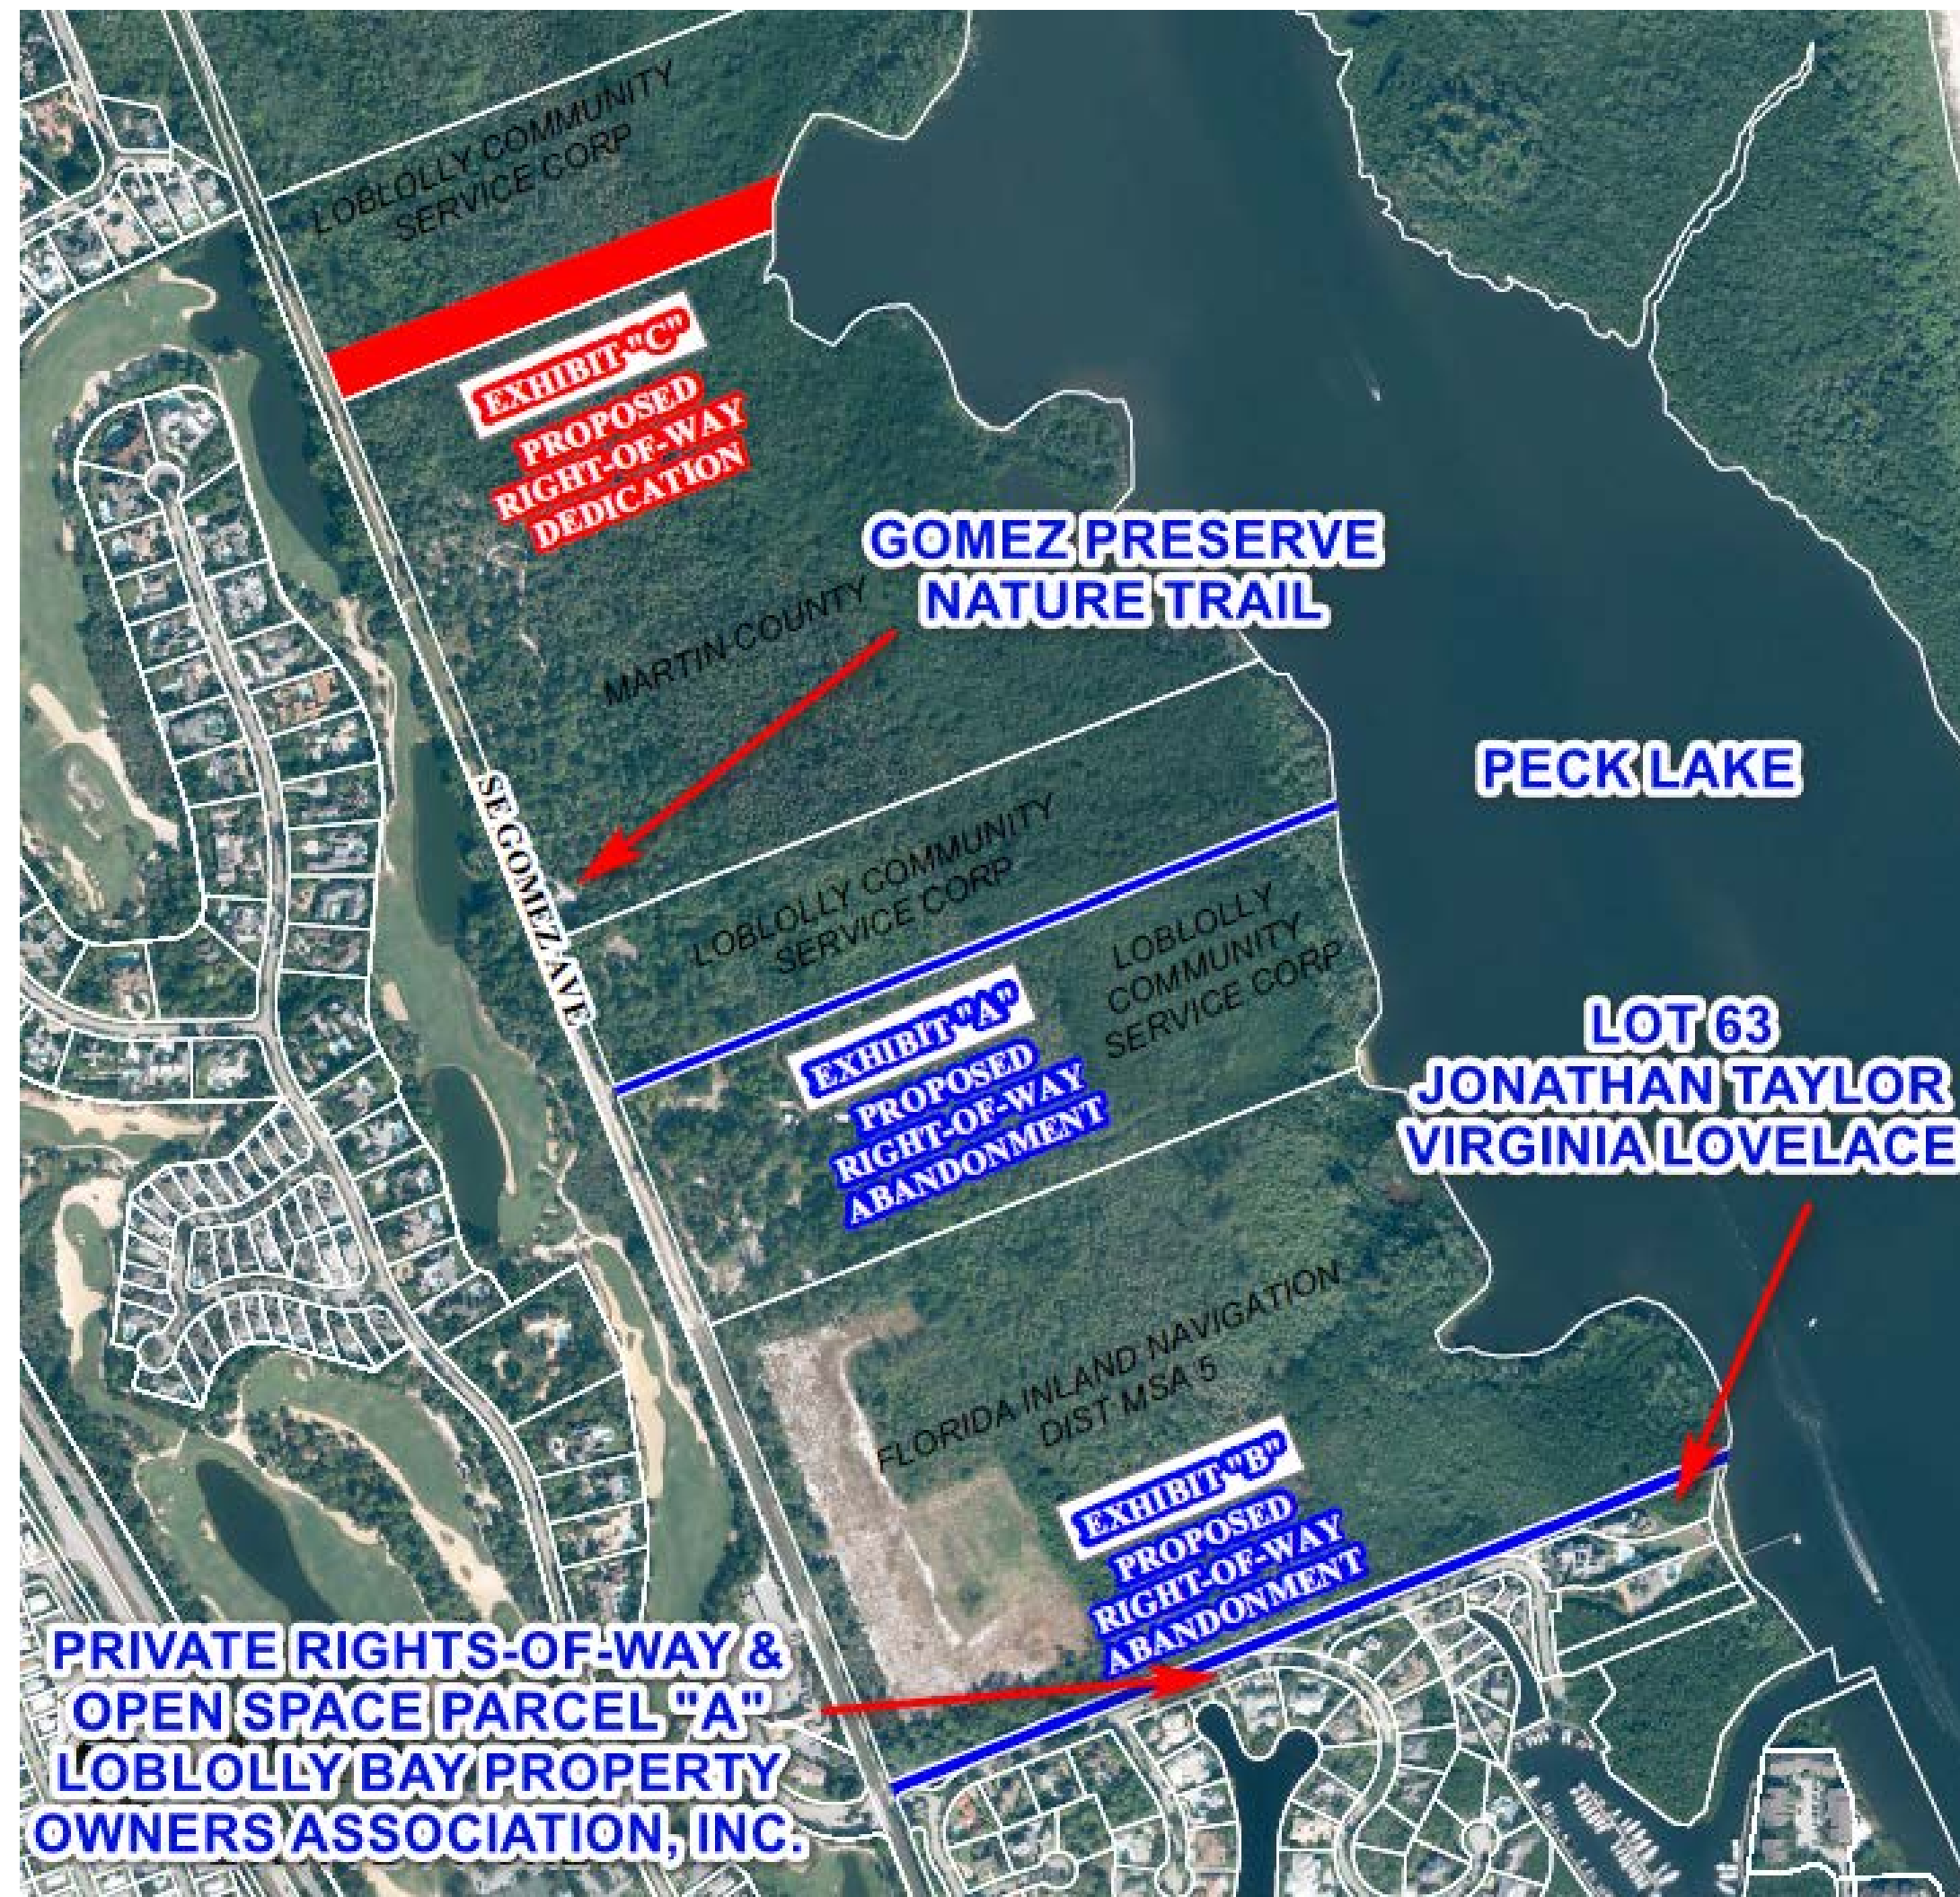 LOBLOLLY COMMUNITY
SERVICE CORP
EXHIBIT "C"
PROPOSED
RIGHT-OF-WAY
DEDICATION
GOMEZ PRESERVE
NATURE TRAIL
MARTIN COUNTY
PECK LAKE
SE GOMEZ AVE
LOBLOLLY COMMUNITY
SERVICE CORP
LOBLOLLY
COMMUNITY
SERVICE CORP
EXHIBIT "A"
PROPOSED
RIGHT-OF-WAY
ABANDONMENT
LOT 63
JONATHAN TAYLOR
VIRGINIA LOVELACE
FLORIDA INLAND NAVIGATION
DIST MSA 5
EXHIBIT "B"
PROPOSED
RIGHT-OF-WAY
ABANDONMENT
PRIVATE RIGHTS-OF-WAY &
OPEN SPACE PARCEL "A"
LOBLOLLY BAY PROPERTY
OWNERS ASSOCIATION, INC.